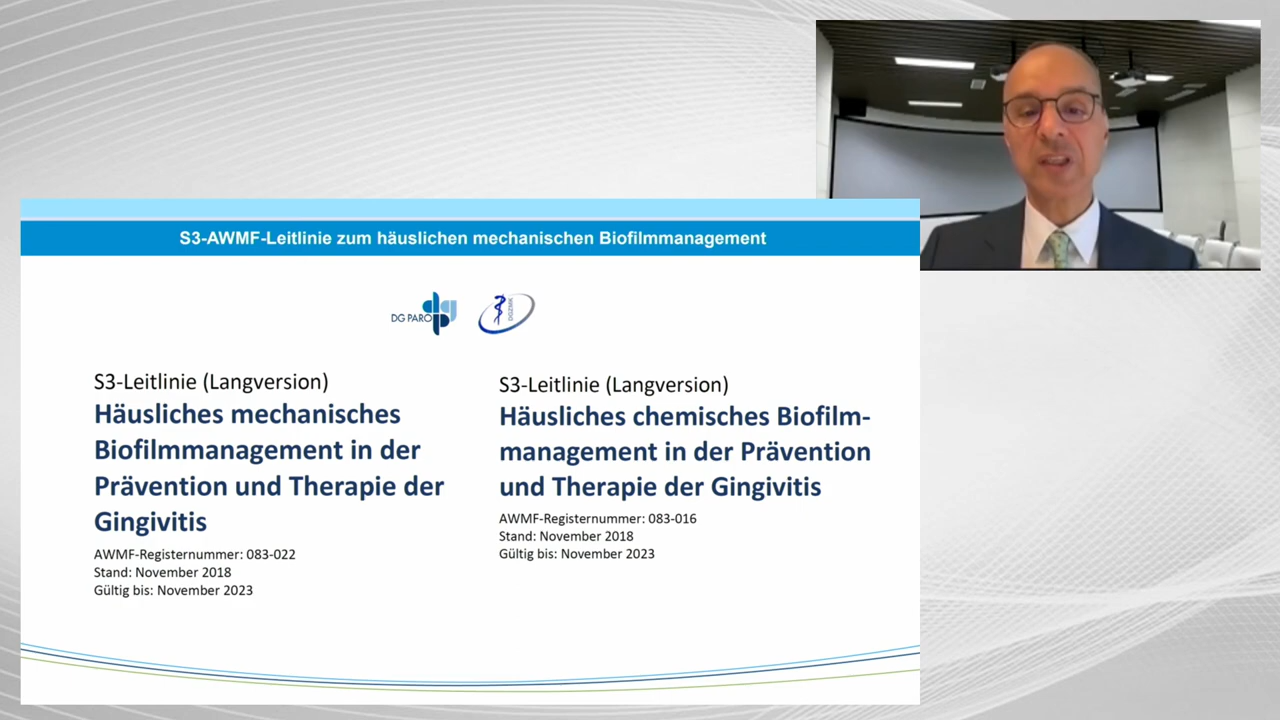 S3-AWMF-Leitlinie zum häuslichen mechanischen Biofilmmanagement
DG PARO
DGZMK
S3-Leitlinie (Langversion)
Häusliches mechanisches
Biofilmmanagement in der
Prävention und Therapie der
Gingivitis
AWMF-Registernummer: 083-022
Stand: November 2018
Gültig bis: November 2023
S3-Leitlinie (Langversion)
Häusliches chemisches Biofilm-
management in der Prävention
und Therapie der Gingivitis
AWMF-Registernummer: 083-016
Stand: November 2018
Gültig bis: November 2023